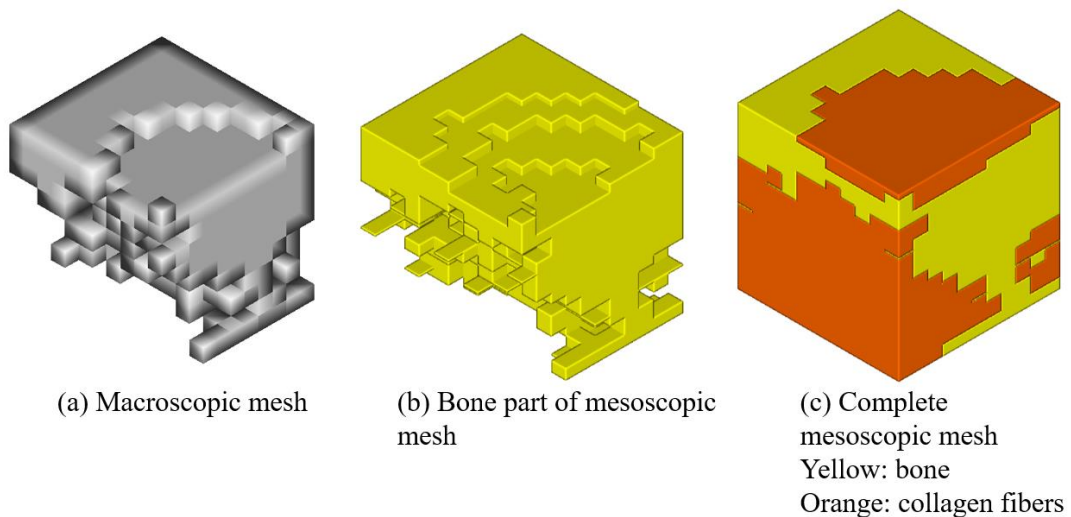 (a) Macroscopic mesh
(b) Bone part of mesoscopic
mesh
(c) Complete
mesoscopic mesh
Yellow: bone
Orange: collagen fibers